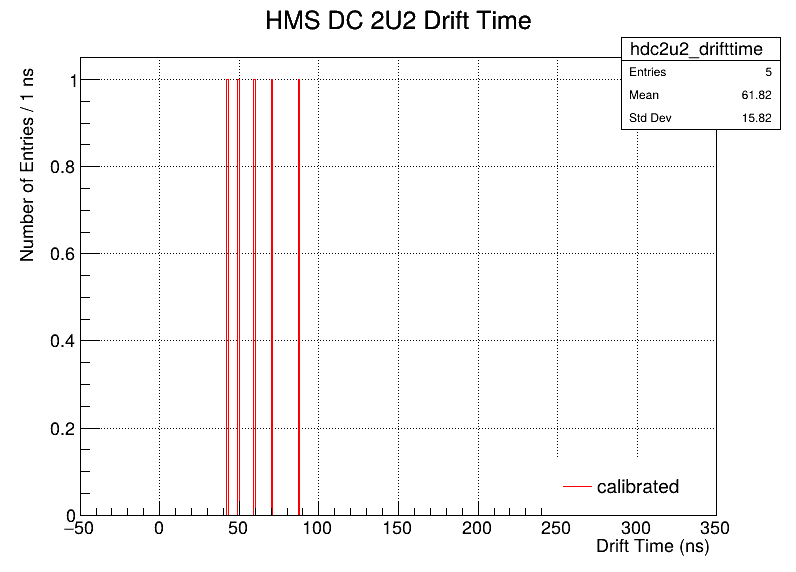 HMS DC 2U2 Drift Time
hdc2u2_drifttime
Entries 5
Mean 61.82
Std Dev 15.82
Number of Entries / 1 ns
1
0.8
0.6
0.4
0.2
0
calibrated
−50 0 50 100 150 200 250 300 350
Drift Time (ns)